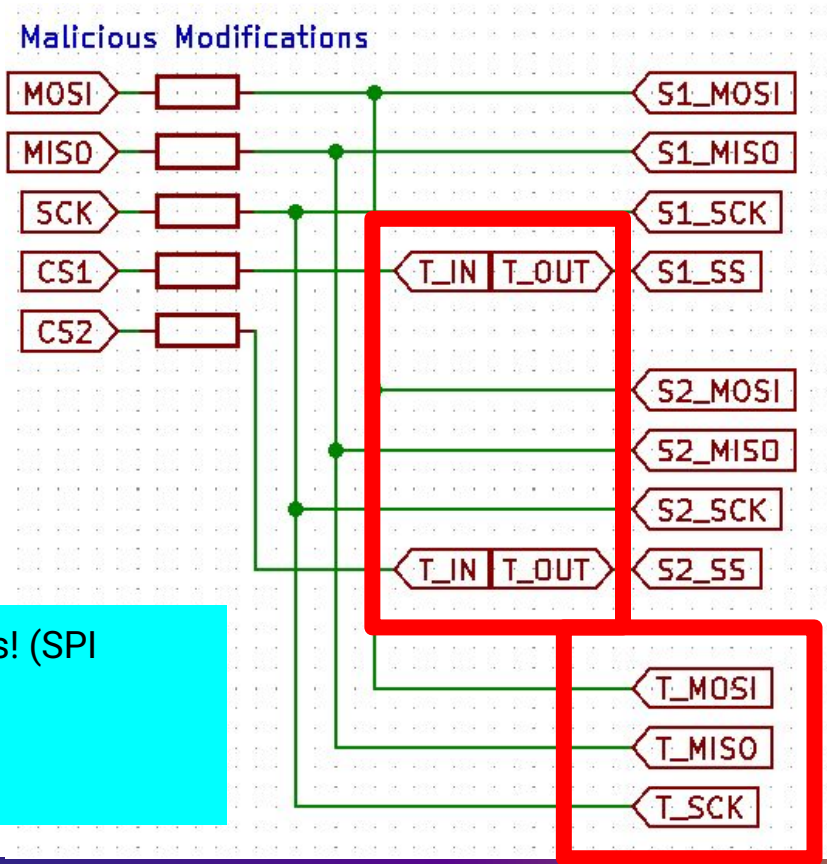 Malicious Modifications
MOSI S1_MOSI
MISO S1_MISO
SCK S1_SCK
CS1 T_IN T_OUT S1_SS
CS2
S2_MOSI
S2_MISO
S2_SCK
T_IN T_OUT S2_SS
s! (SPI
T_MOSI
T_MISO
T_SCK